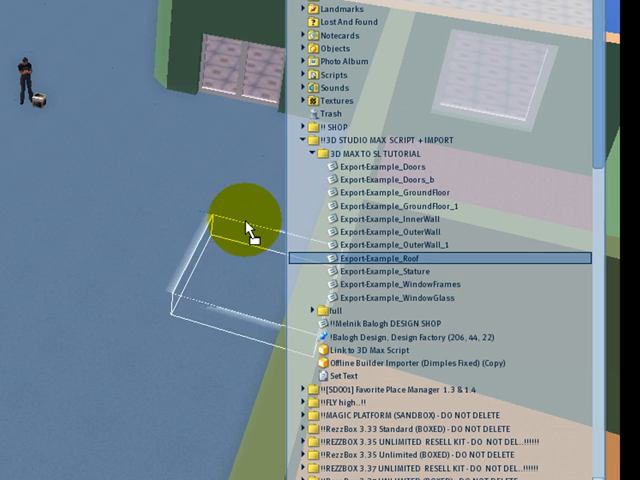 Landmarks
Lost And Found
Notecards
Objects
Photo Album
Scripts
Sounds
Textures
Trash
!! SHOP
!!3D STUDIO MAX SCRIPT + IMPORT
3D MAX TO SL TUTORIAL
Export-Example_Doors
Export-Example_Doors_b
Export-Example_GroundFloor
Export-Example_GroundFloor_1
Export-Example_InnerWall
Export-Example_OuterWall
Export-Example_OuterWall_1
Export-Example_Roof
Export-Example_Stature
Export-Example_WindowFrames
Export-Example_WindowGlass
full
!!Melnik Balogh DESIGN SHOP
!Balogh Design, Design Factory (206, 44, 22)
Link to 3D Max Script
Offline Builder Importer (Dimples Fixed) (Copy)
Set Text
!![SD001] Favorite Place Manager 1.3 & 1.4
!!FLY high..!!
!!MAGIC PLATFORM (SANDBOX) - DO NOT DELETE
!!RezzBox 3.33 Standard (BOXED) - DO NOT DELETE
!!REZZBOX 3.35 UNLIMITED RESELL KIT - DO NOT DEL..!!!!!!
!!RezzBox 3.35 Unlimited (BOXED) - DO NOT DELETE
!!REZZBOX 3.37 UNLIMITED RESELL KIT - DO NOT DEL...!!!!!!